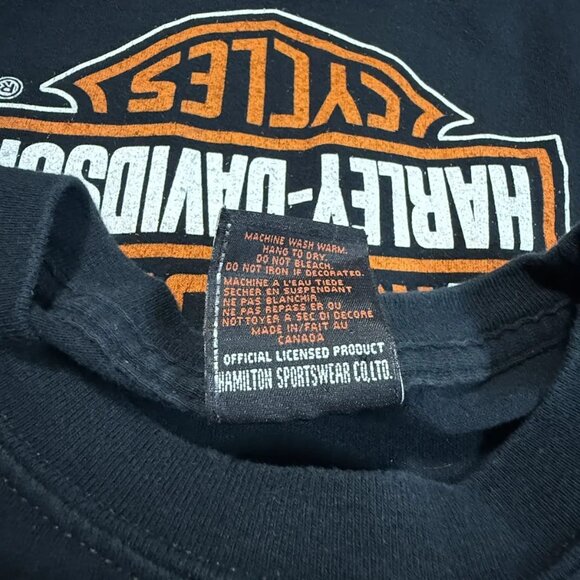 CYCLES
®
HARLEY-DAVIDSON
MACHINE WASH WARM.
HANG TO DRY.
DO NOT BLEACH.
DO NOT IRON IF DECORATED.
MACHINE A L'EAU TIEDE
SECHER EN SUSPENDANT
NE PAS BLANCHIR
NE PAS REPASSER OU
NOTTOYER A SEC. DI DECORE
MADE IN/FAIT AU
CANADA
OFFICIAL LICENSED PRODUCT
HAMILTON SPORTSWEAR CO.LTD.